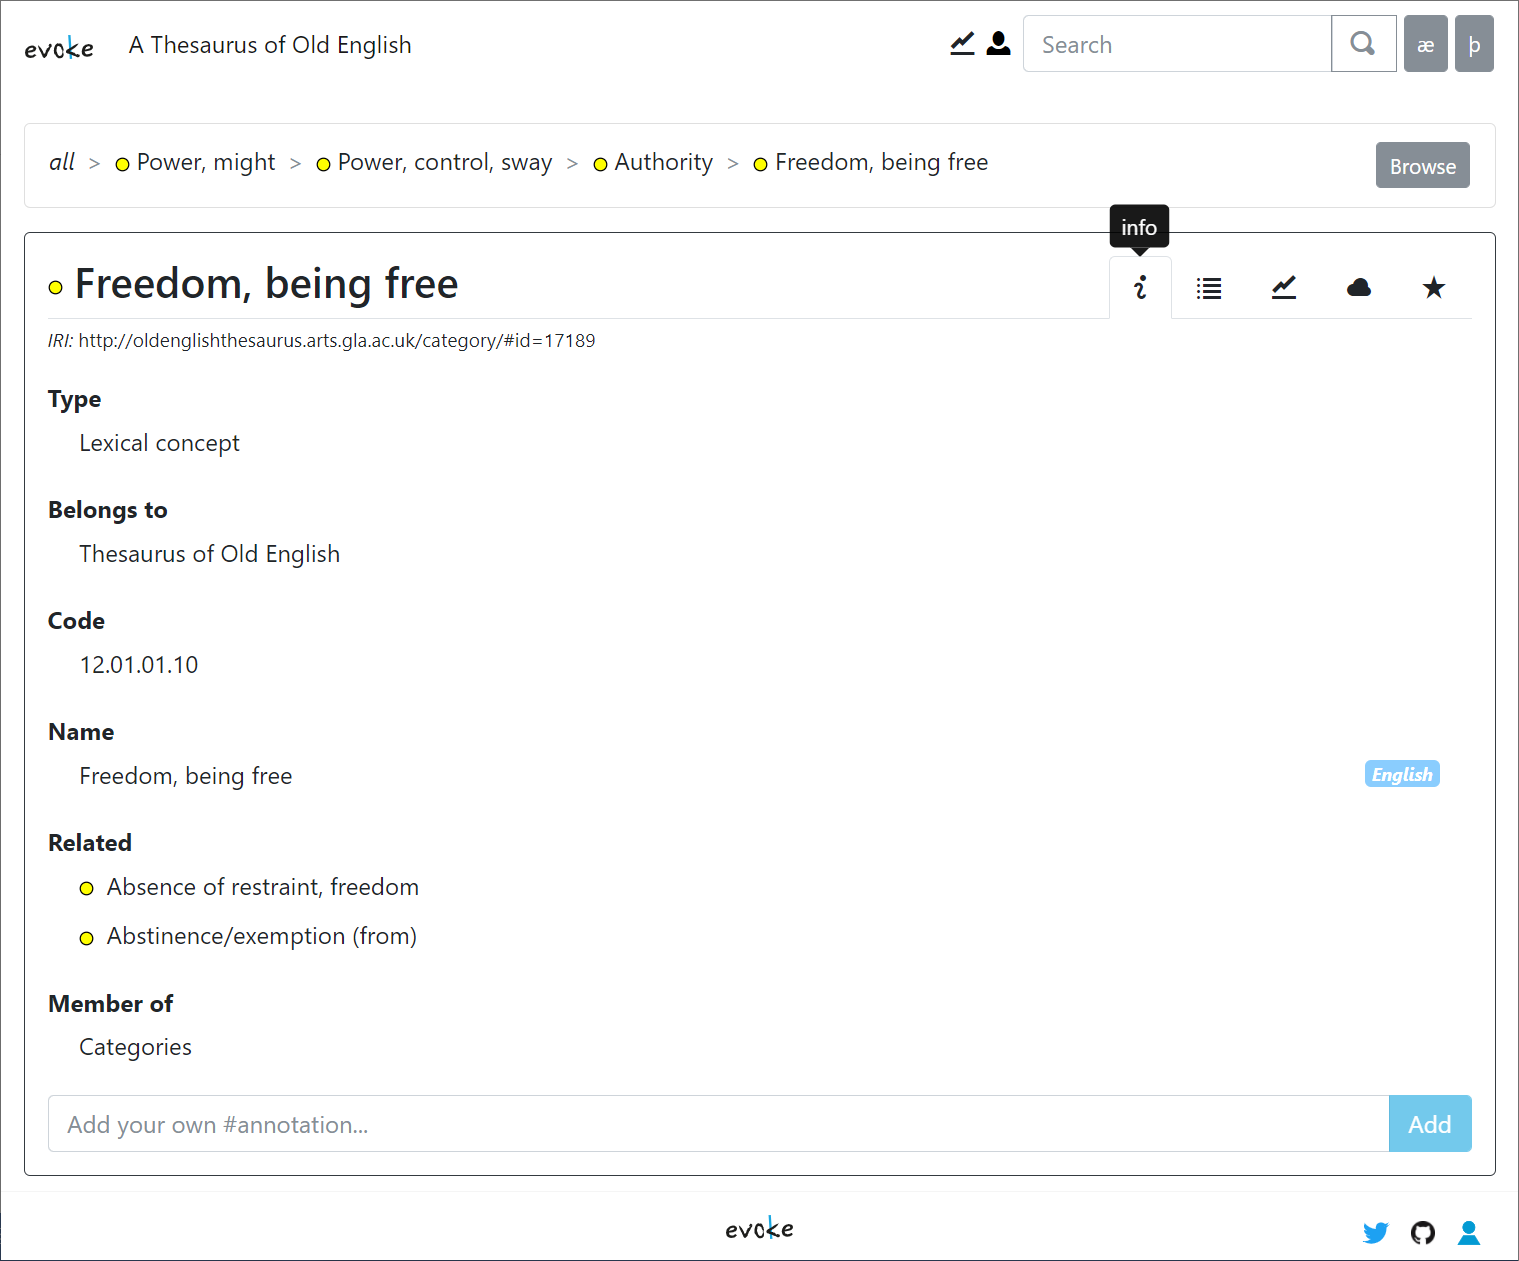 evoke A Thesaurus of Old English Search æ þ
all > Power, might > Power, control, sway > Authority > Freedom, being free Browse
info
Freedom, being free
IRI: http://oldenglishthesaurus.arts.gla.ac.uk/category/#id=17189
Type
Lexical concept
Belongs to
Thesaurus of Old English
Code
12.01.01.10
Name
Freedom, being free English
Related
Absence of restraint, freedom
Abstinence/exemption (from)
Member of
Categories
Add your own #annotation... Add
evoke